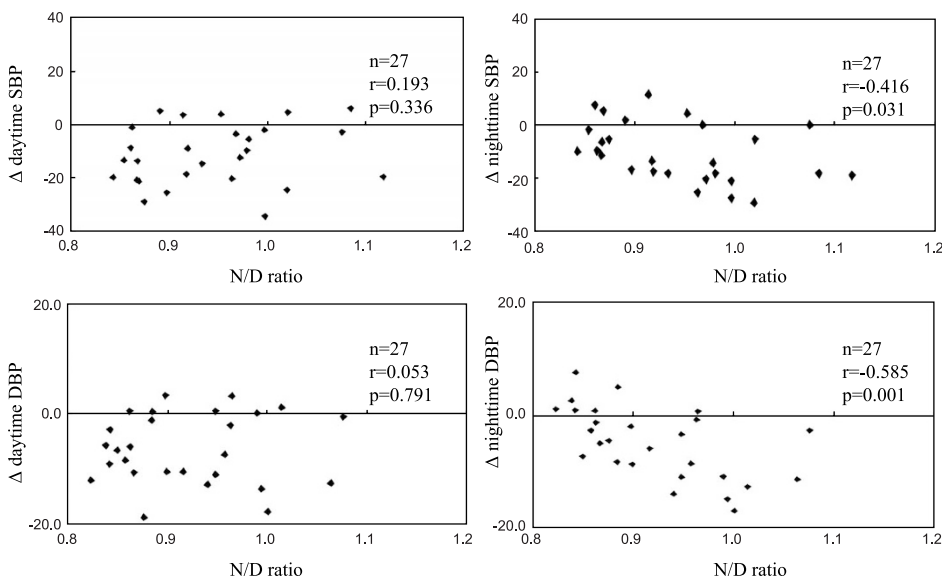 40
20
0
-20
-40
Δ daytime SBP
n=27
r=0.193
p=0.336
0.8 0.9 1.0 1.1 1.2
N/D ratio
40
20
0
-20
-40
Δ nighttime SBP
n=27
r=-0.416
p=0.031
0.8 0.9 1.0 1.1 1.2
N/D ratio
20.0
0.0
-20.0
Δ daytime DBP
n=27
r=0.053
p=0.791
0.8 0.9 1.0 1.1 1.2
N/D ratio
20.0
0.0
-20.0
Δ nighttime DBP
n=27
r=-0.585
p=0.001
0.8 0.9 1.0 1.1 1.2
N/D ratio